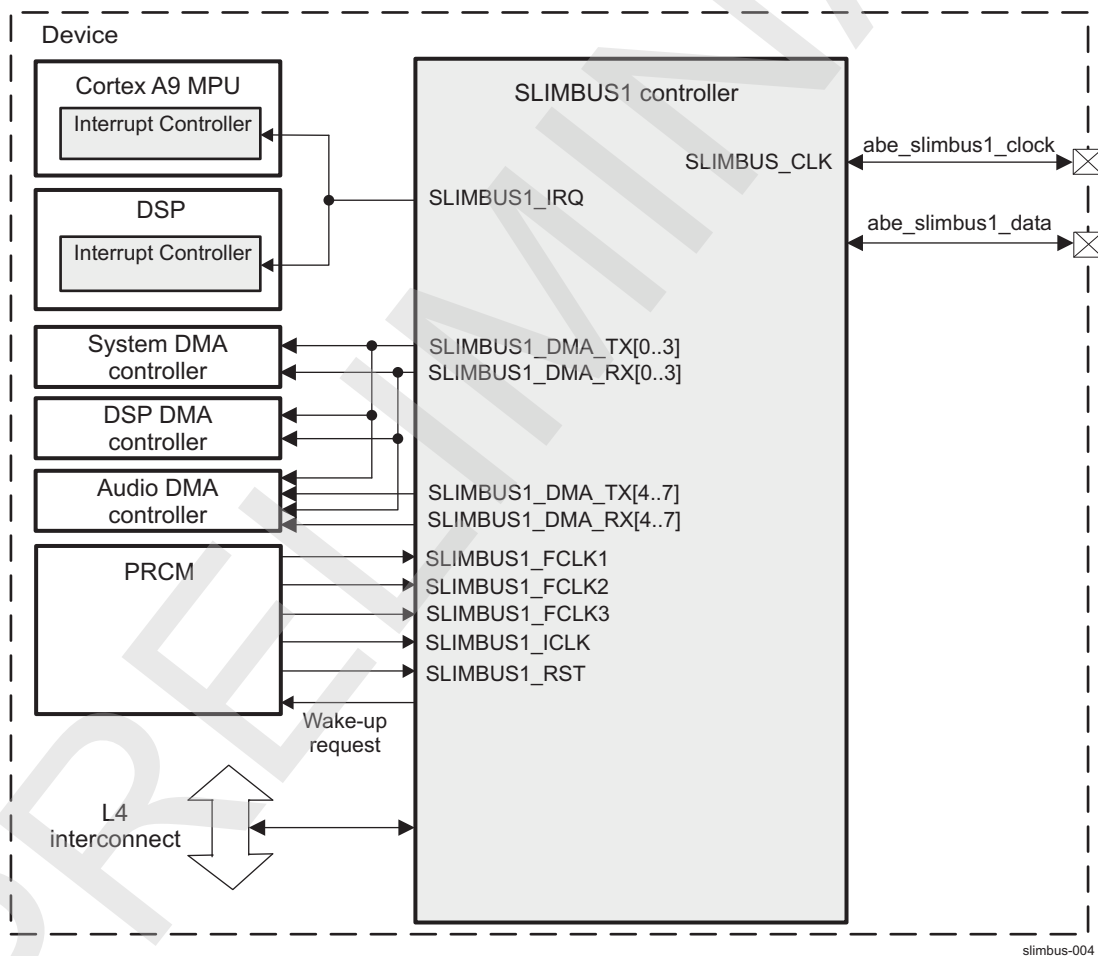 Device
Cortex A9 MPU
Interrupt Controller
DSP
Interrupt Controller
System DMA
controller
DSP DMA
controller
Audio DMA
controller
PRCM
Wake-up
request
L4
interconnect
SLIMBUS1 controller
SLIMBUS_CLK
SLIMBUS1_IRQ
SLIMBUS1_DMA_TX[0..3]
SLIMBUS1_DMA_RX[0..3]
SLIMBUS1_DMA_TX[4..7]
SLIMBUS1_DMA_RX[4..7]
SLIMBUS1_FCLK1
SLIMBUS1_FCLK2
SLIMBUS1_FCLK3
SLIMBUS1_ICLK
SLIMBUS1_RST
abe_slimbus1_clock
abe_slimbus1_data
slimbus-004